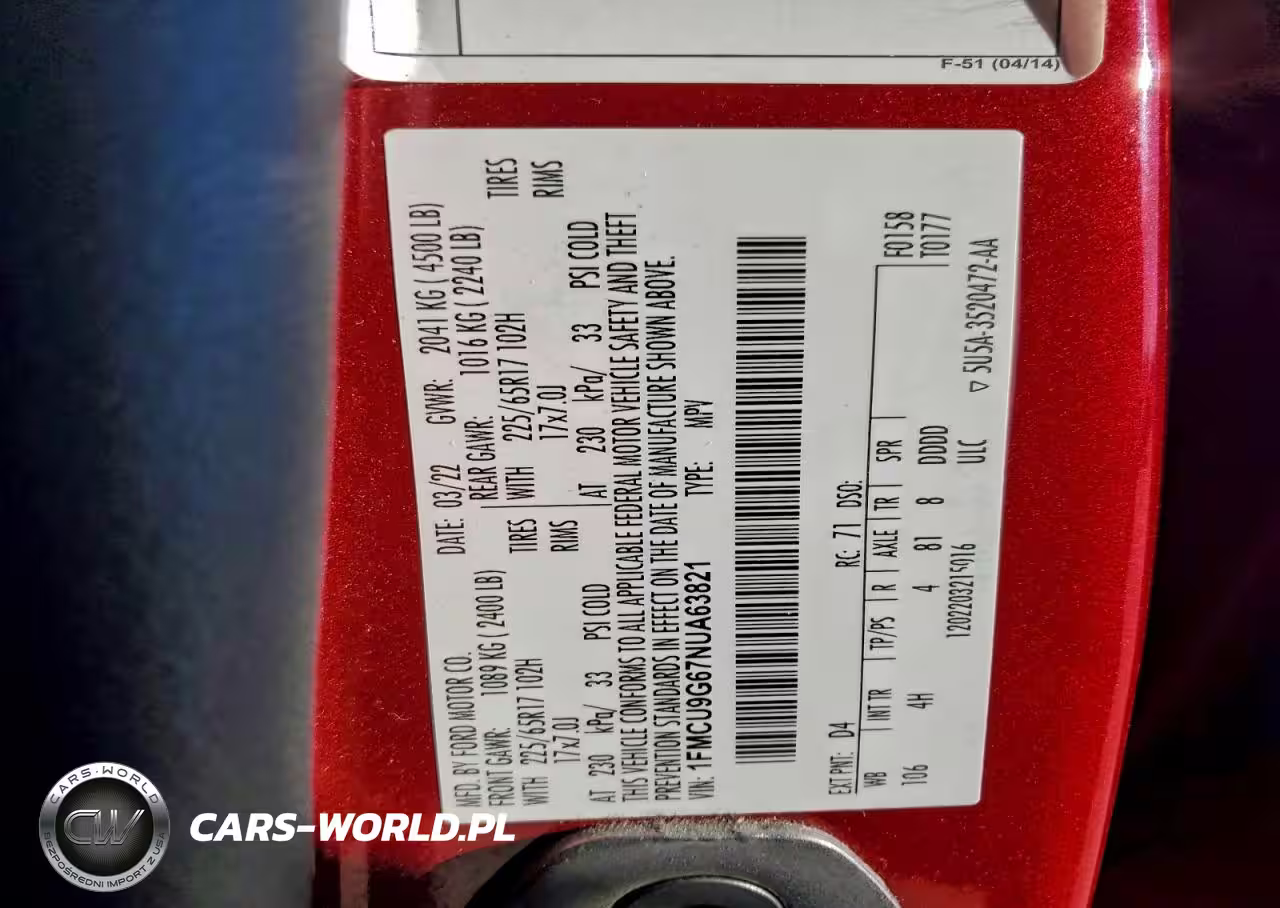 F-51 (04/14)
MFD. BY FORD MOTOR CO.
DATE: 03/22 GVWR: 2041 KG ( 4500 LB)
FRONT GAWR: 1089 KG ( 2400 LB)
REAR GAWR: 1016 KG ( 2240 LB)
WITH 225/65R17 102H TIRES
WITH 225/65R17 102H TIRES
17x7.0J RIMS
17x7.0J RIMS
AT 230 kPa/ 33 PSI COLD
AT 230 kPa/ 33 PSI COLD
THIS VEHICLE CONFORMS TO ALL APPLICABLE FEDERAL MOTOR VEHICLE SAFETY AND THEFT
PREVENTION STANDARDS IN EFFECT ON THE DATE OF MANUFACTURE SHOWN ABOVE.
VIN: 1FMCU9G67NUA63821 TYPE: MPV
EXT PNT: D4 RC: 71 DSO:
WB INT TR TP/PS R AXLE TR SPR F0158
106 4H 4 81 8 DDDD T0177
1202203215916 ULC
▽ 5U5A-3520472-AA
CARS-WORLD
CW
BEZPOŚREDNI IMPORT Z USA
CARS-WORLD.PL